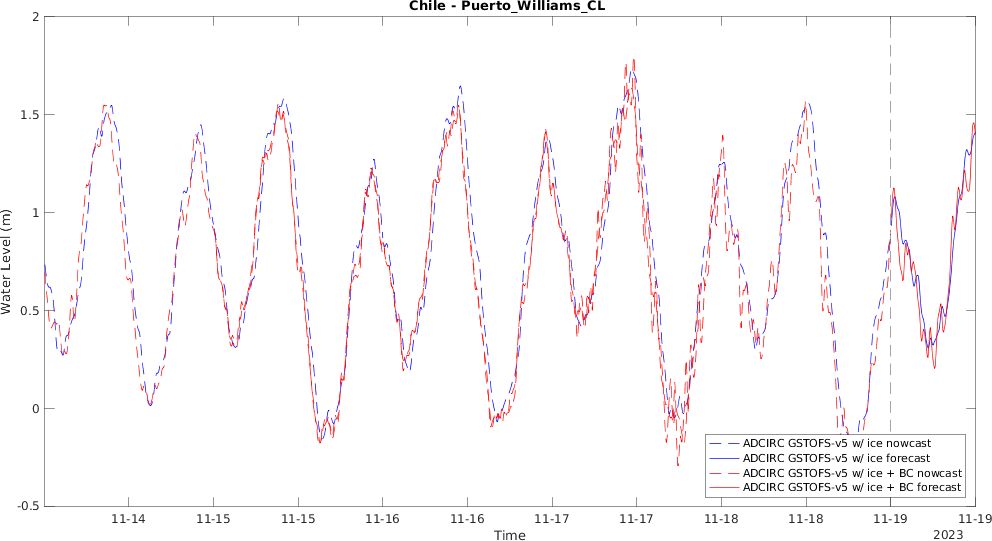 Chile - Puerto_Williams_CL
2
1.5
1
0.5
0
-0.5
Water Level (m)
ADCIRC GSTOFS-v5 w/ ice nowcast
ADCIRC GSTOFS-v5 w/ ice forecast
ADCIRC GSTOFS-v5 w/ ice + BC nowcast
ADCIRC GSTOFS-v5 w/ ice + BC forecast
11-14 11-15 11-15 11-16 11-16 11-17 11-17 11-18 11-18 11-19 11-19
Time
2023